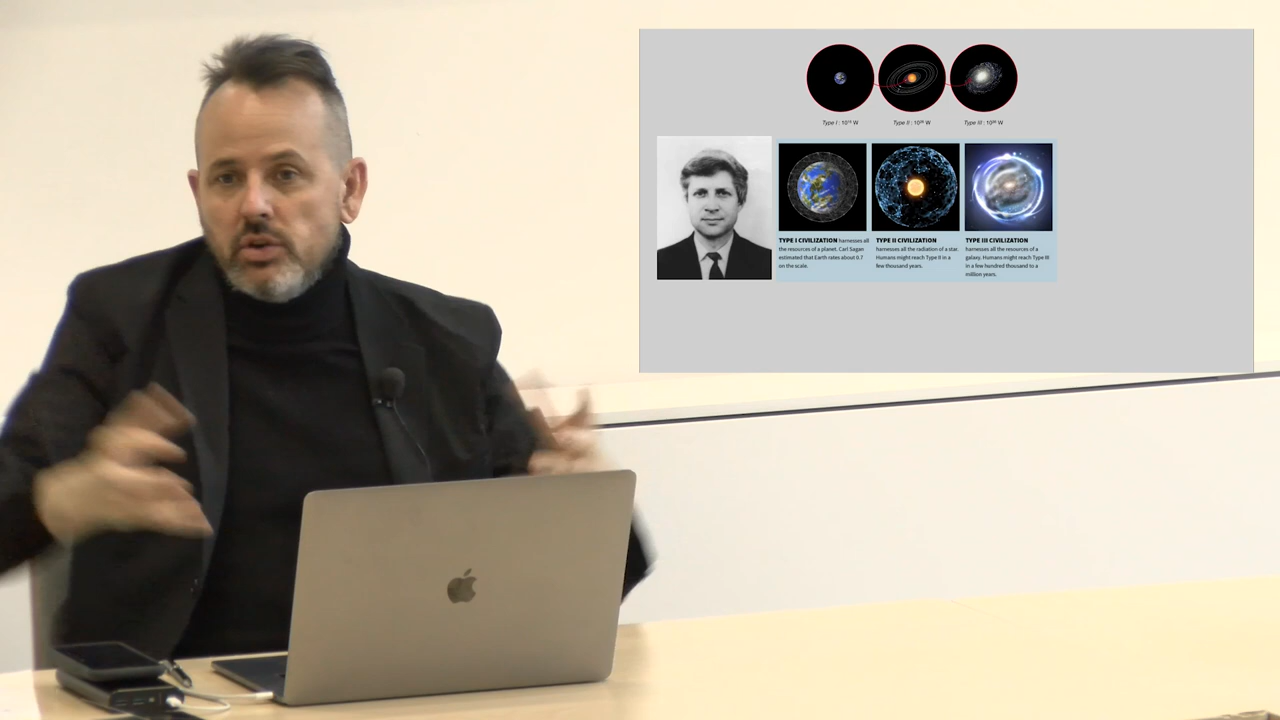 Type I : 10¹⁶ W Type II : 10²⁶ W Type III : 10³⁶ W
TYPE I CIVILIZATION harnesses all
the resources of a planet. Carl Sagan
estimated that Earth rates about 0.7
on the scale.
TYPE II CIVILIZATION
harnesses all the radiation of a star.
Humans might reach Type II in a
few thousand years.
TYPE III CIVILIZATION
harnesses all the resources of a
galaxy. Humans might reach Type III
in a few hundred thousand to a
million years.